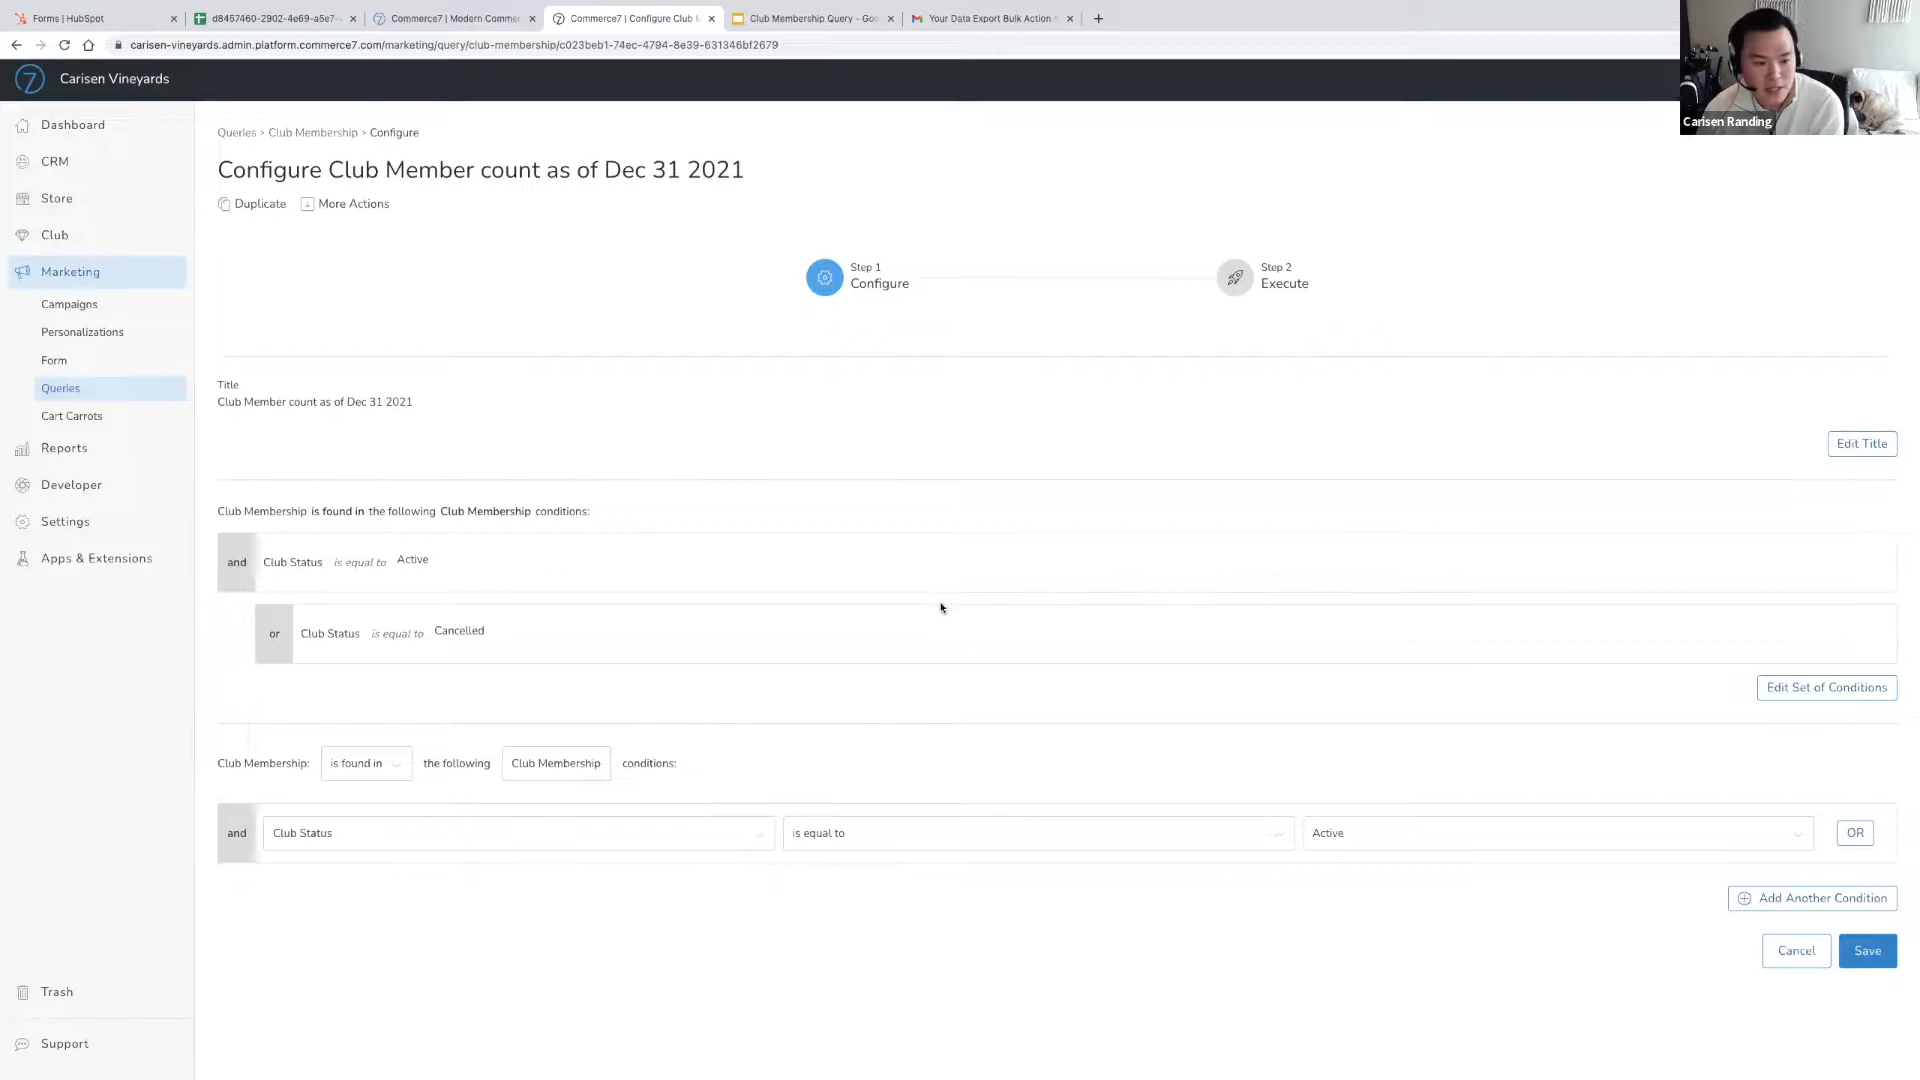 Forms | HubSpot
d8457460-2902-4e69-a5e7-
Commerce7 | Modern Comme
Commerce7 | Configure Club M
Club Membership Query - Goo
Your Data Export Bulk Action
carisen-vineyards.admin.platform.commerce7.com/marketing/query/club-membership/c023beb1-74ec-4794-8e39-631346bf2679
Carisen Vineyards
Carisen Randing
Dashboard
CRM
Store
Club
Marketing
Campaigns
Personalizations
Form
Queries
Cart Carrots
Reports
Developer
Settings
Apps & Extensions
Trash
Support
Queries > Club Membership > Configure
Configure Club Member count as of Dec 31 2021
Duplicate More Actions
Step 1
Configure
Step 2
Execute
Title
Club Member count as of Dec 31 2021
Edit Title
Club Membership is found in the following Club Membership conditions:
and Club Status is equal to Active
or Club Status is equal to Cancelled
Edit Set of Conditions
Club Membership: is found in the following Club Membership conditions:
and Club Status is equal to Active OR
Add Another Condition
Cancel Save